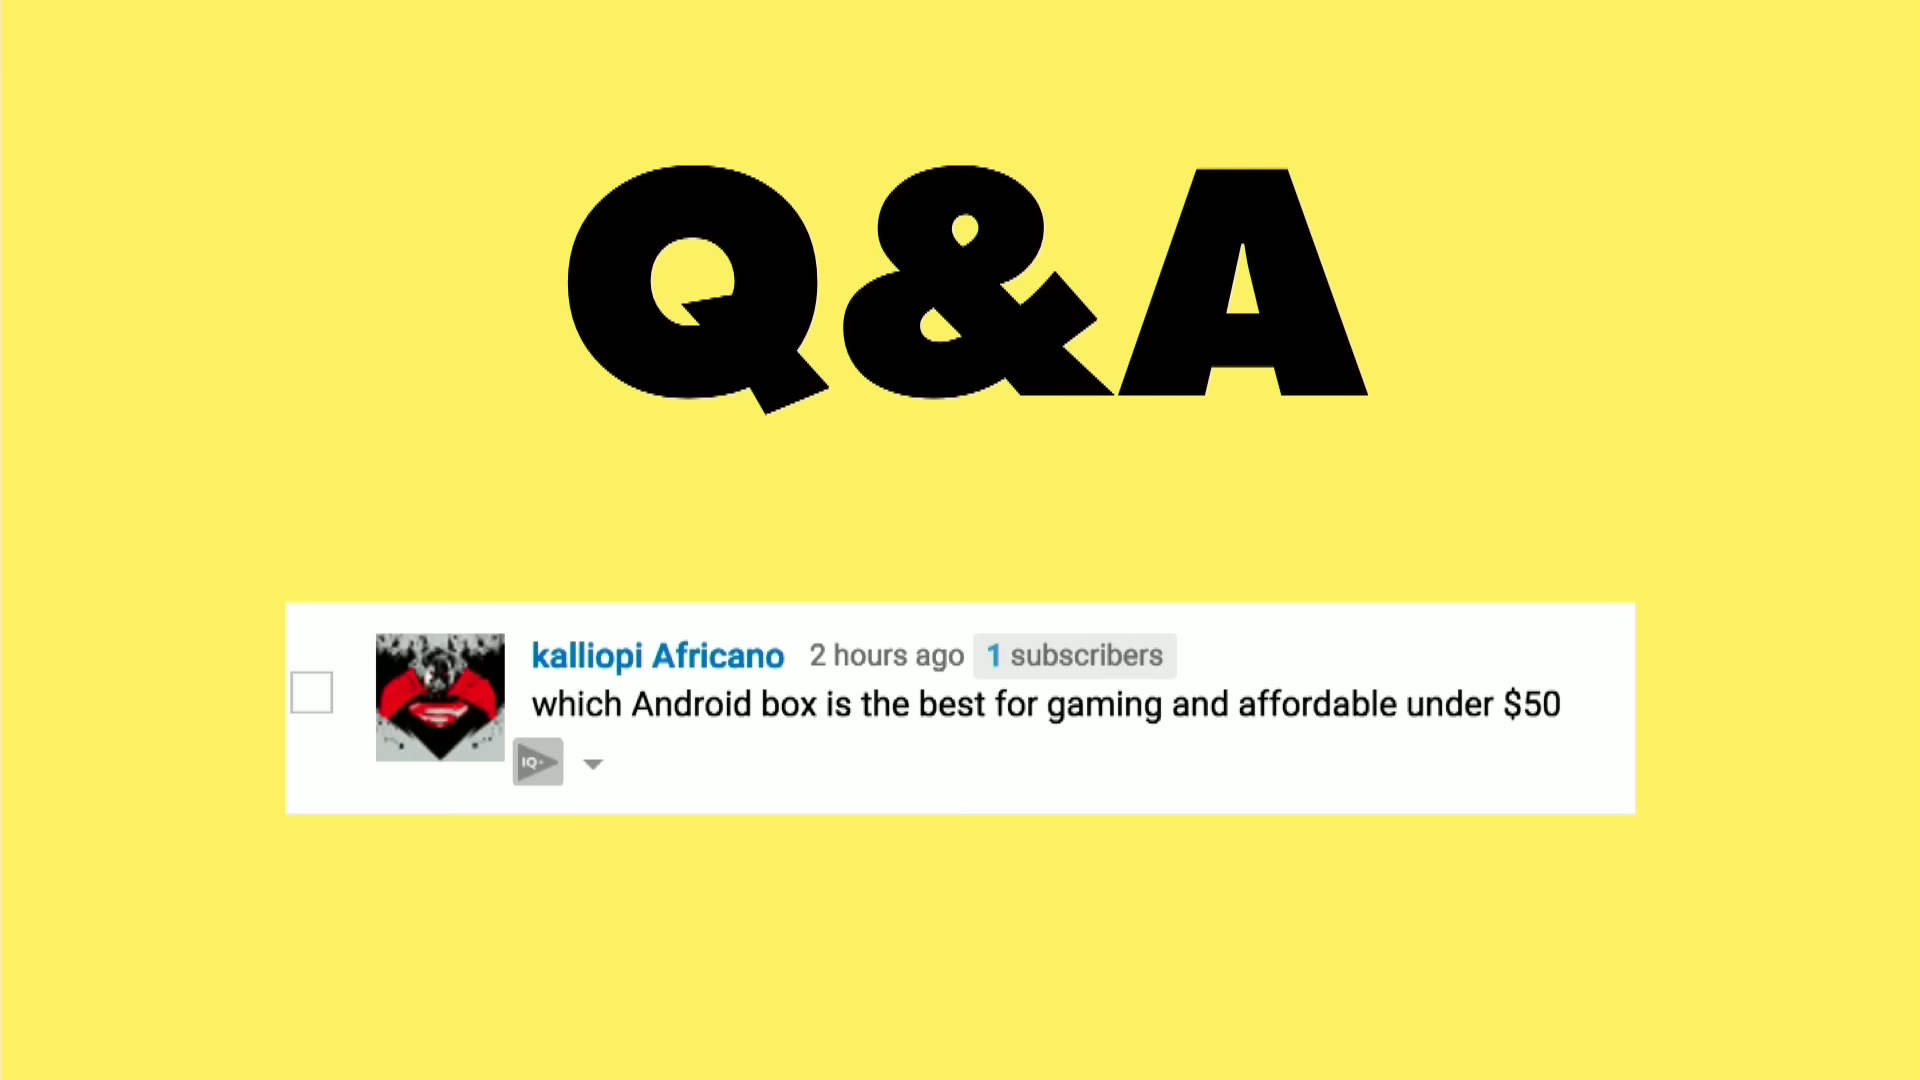 Q&A
kalliopi Africano 2 hours ago 1 subscribers
which Android box is the best for gaming and affordable under $50
IQ+